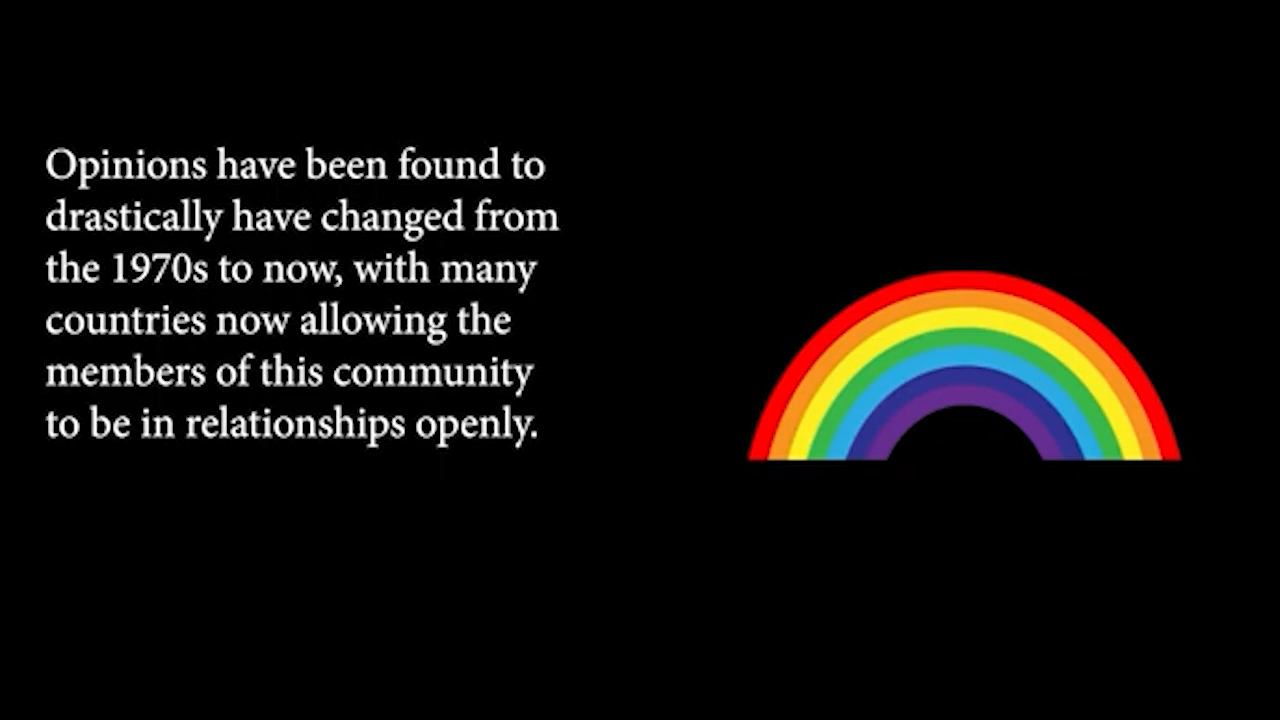 Opinions have been found to
drastically have changed from
the 1970s to now, with many
countries now allowing the
members of this community
to be in relationships openly.